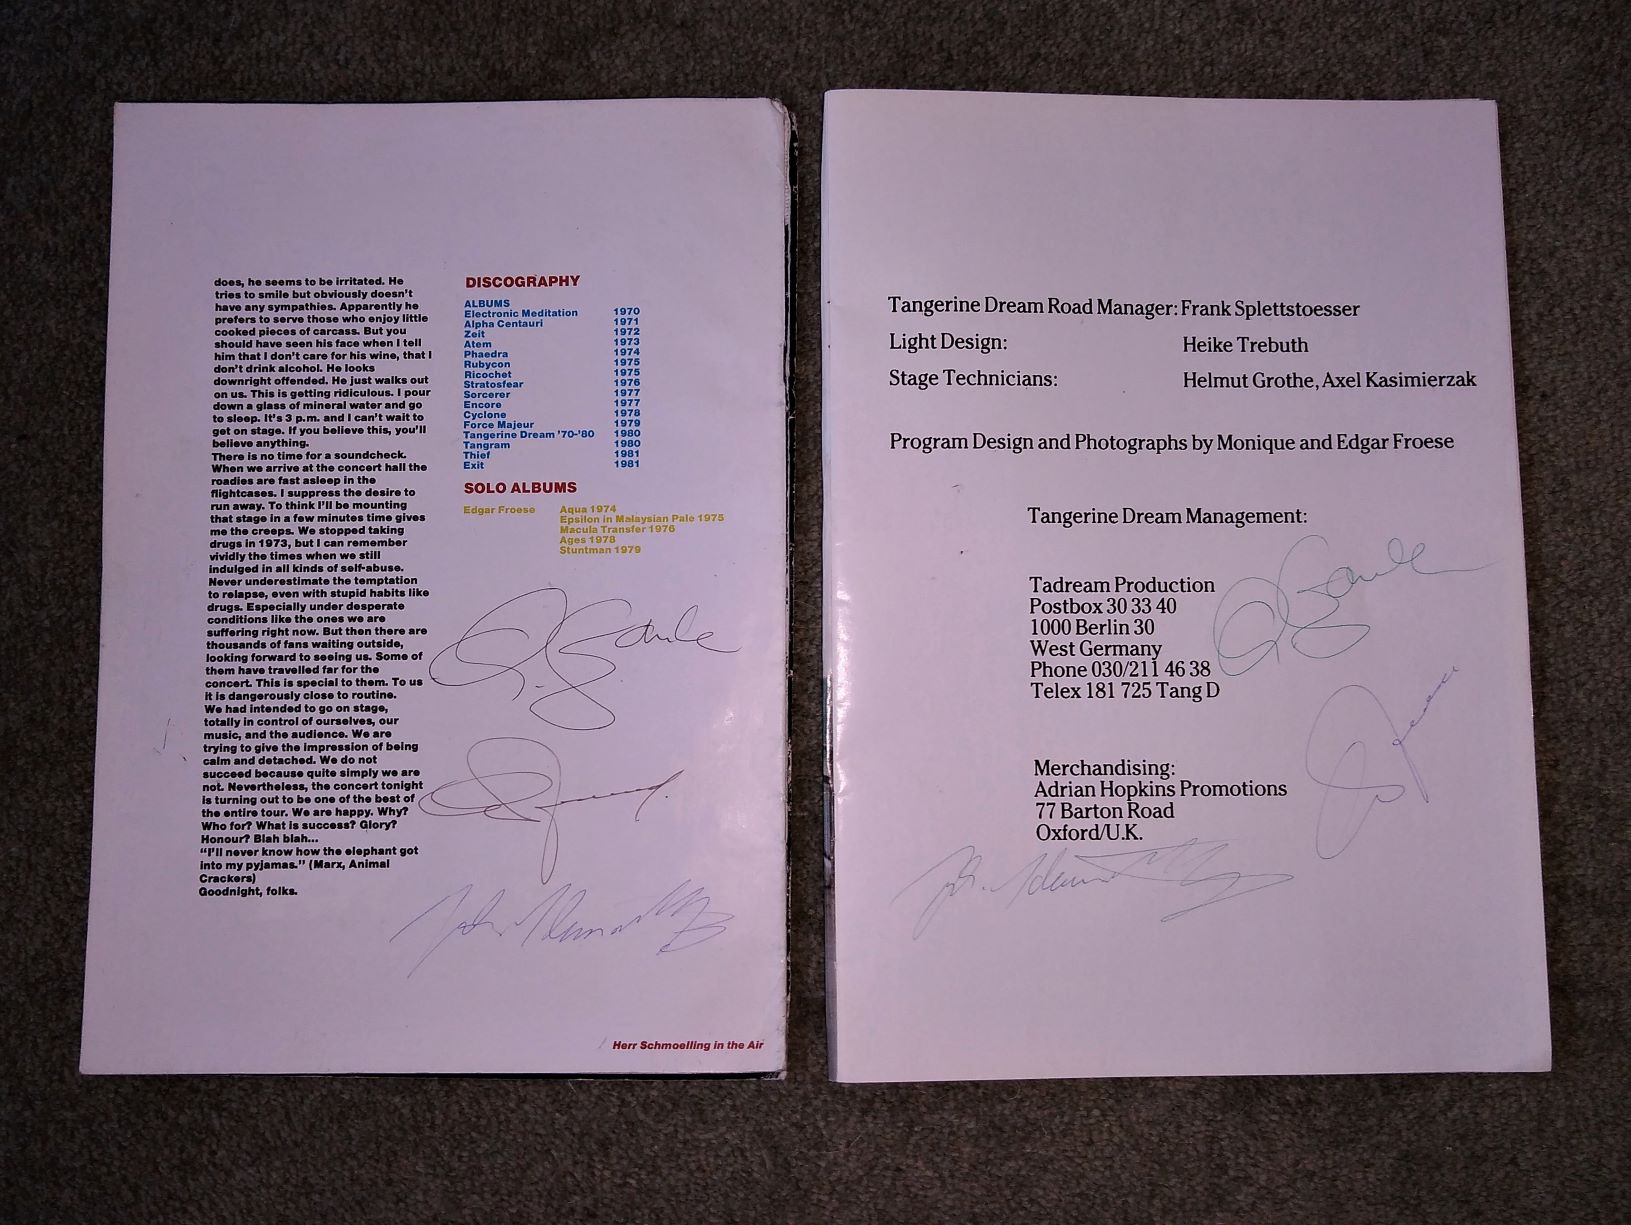 does, he seems to be irritated. He
tries to smile but obviously doesn't
have any sympathies. Apparently he
prefers to serve those who enjoy little
cooked pieces of carcass. But you
should have seen his face when I tell
him that I don't care for his wine, that I
don't drink alcohol. He looks
downright offended. He just walks out
on us. This is getting ridiculous. I pour
down a glass of mineral water and go
to sleep. It's 3 p.m. and I can't wait to
get on stage. If you believe this, you'll
believe anything.
There is no time for a soundcheck.
When we arrive at the concert hall the
roadies are fast asleep in the
flightcases. I suppress the desire to
run away. To think I'll be mounting
that stage in a few minutes time gives
me the creeps. We stopped taking
drugs in 1973, but I can remember
vividly the times when we still
indulged in all kinds of self-abuse.
Never underestimate the temptation
to relapse, even with stupid habits like
drugs. Especially under desperate
conditions like the ones we are
suffering right now. But then there are
thousands of fans waiting outside,
looking forward to seeing us. Some of
them have travelled far for the
concert. This is special to them. To us
it is dangerously close to routine.
We had intended to go on stage,
totally in control of ourselves, our
music, and the audience. We are
trying to give the impression of being
calm and detached. We do not
succeed because quite simply we are
not. Nevertheless, the concert tonight
is turning out to be one of the best of
the entire tour. We are happy. Why?
Who for? What is success? Glory?
Honour? Blah blah...
"I'll never know how the elephant got
into my pyjamas." (Marx, Animal
Crackers)
Goodnight, folks.
DISCOGRAPHY
ALBUMS
Electronic Meditation 1970
Alpha Centauri 1971
Zeit 1972
Atem 1973
Phaedra 1974
Rubycon 1975
Ricochet 1975
Stratosfear 1976
Sorcerer 1977
Encore 1977
Cyclone 1978
Force Majeur 1979
Tangerine Dream '70-'80 1980
Tangram 1980
Thief 1981
Exit 1981
SOLO ALBUMS
Edgar Froese Aqua 1974
Epsilon in Malaysian Pale 1975
Macula Transfer 1976
Ages 1978
Stuntman 1979
Herr Schmoelling in the Air
Tangerine Dream Road Manager: Frank Splettstoesser
Light Design: Heike Trebuth
Stage Technicians: Helmut Grothe, Axel Kasimierzak
Program Design and Photographs by Monique and Edgar Froese
Tangerine Dream Management:
Tadream Production
Postbox 30 33 40
1000 Berlin 30
West Germany
Phone 030/211 46 38
Telex 181 725 Tang D
Merchandising:
Adrian Hopkins Promotions
77 Barton Road
Oxford/U.K.